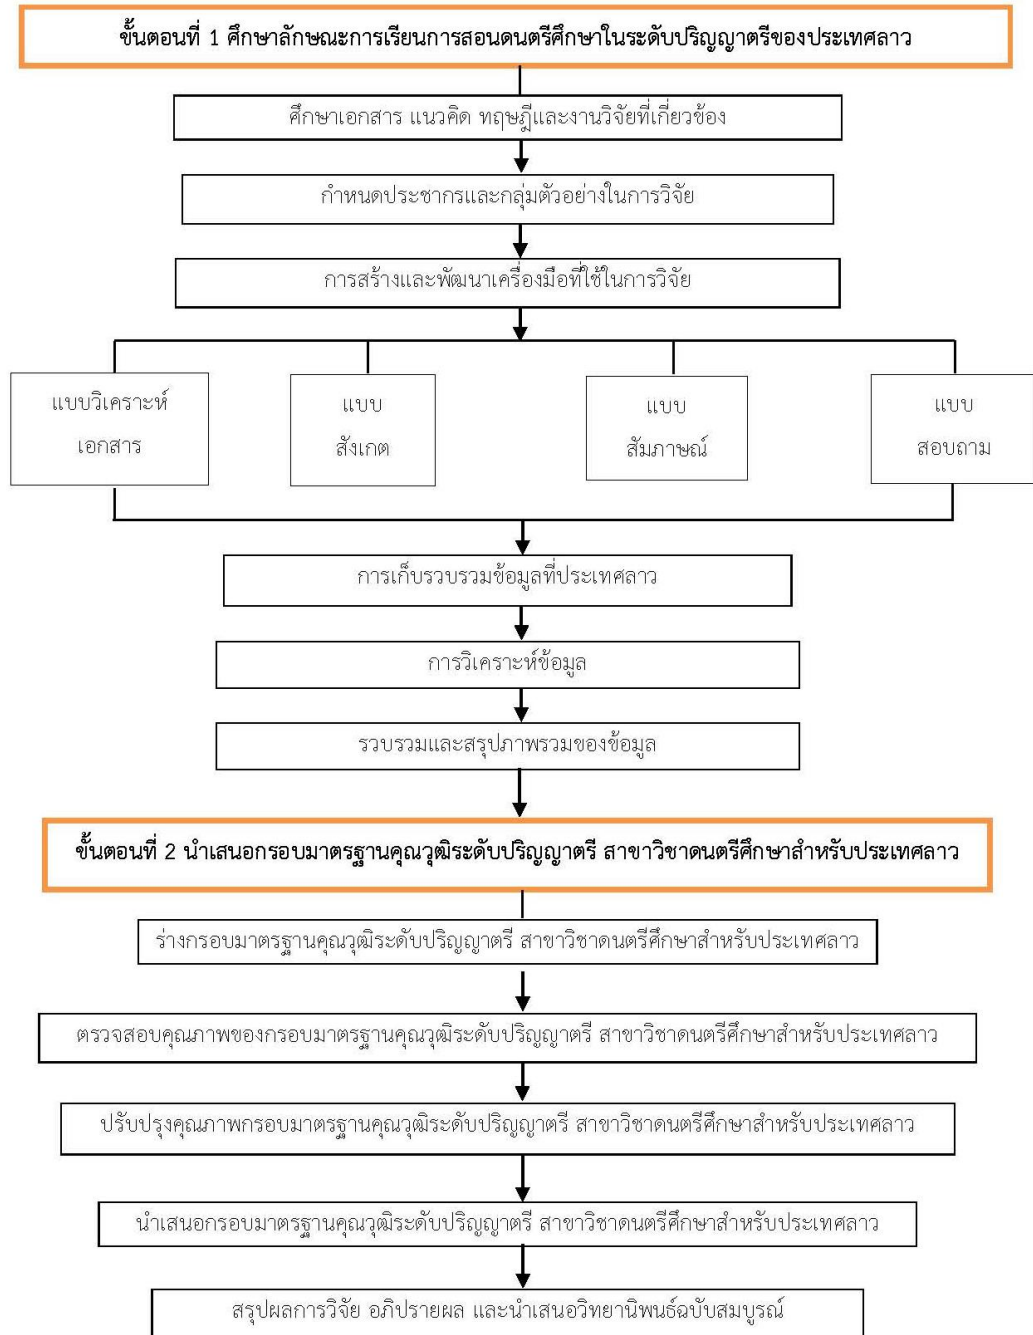 ขั้นตอนที่ 1 ศึกษาลักษณะการเรียนการสอนดนตรีศึกษาในระดับปริญญาตรีของประเทศลาว
ศึกษาเอกสาร แนวคิด ทฤษฎีและงานวิจัยที่เกี่ยวข้อง
กำหนดประชากรและกลุ่มตัวอย่างในการวิจัย
การสร้างและพัฒนาเครื่องมือที่ใช้ในการวิจัย
แบบวิเคราะห์
เอกสาร
แบบ
สังเกต
แบบ
สัมภาษณ์
แบบ
สอบถาม
การเก็บรวบรวมข้อมูลที่ประเทศลาว
การวิเคราะห์ข้อมูล
รวบรวมและสรุปภาพรวมของข้อมูล
ขั้นตอนที่ 2 นำเสนอกรอบมาตรฐานคุณวุฒิระดับปริญญาตรี สาขาวิชาดนตรีศึกษาสำหรับประเทศลาว
ร่างกรอบมาตรฐานคุณวุฒิระดับปริญญาตรี สาขาวิชาดนตรีศึกษาสำหรับประเทศลาว
ตรวจสอบคุณภาพของกรอบมาตรฐานคุณวุฒิระดับปริญญาตรี สาขาวิชาดนตรีศึกษาสำหรับประเทศลาว
ปรับปรุงคุณภาพกรอบมาตรฐานคุณวุฒิระดับปริญญาตรี สาขาวิชาดนตรีศึกษาสำหรับประเทศลาว
นำเสนอกรอบมาตรฐานคุณวุฒิระดับปริญญาตรี สาขาวิชาดนตรีศึกษาสำหรับประเทศลาว
สรุปผลการวิจัย อภิปรายผล และนำเสนอวิทยานิพนธ์ฉบับสมบูรณ์